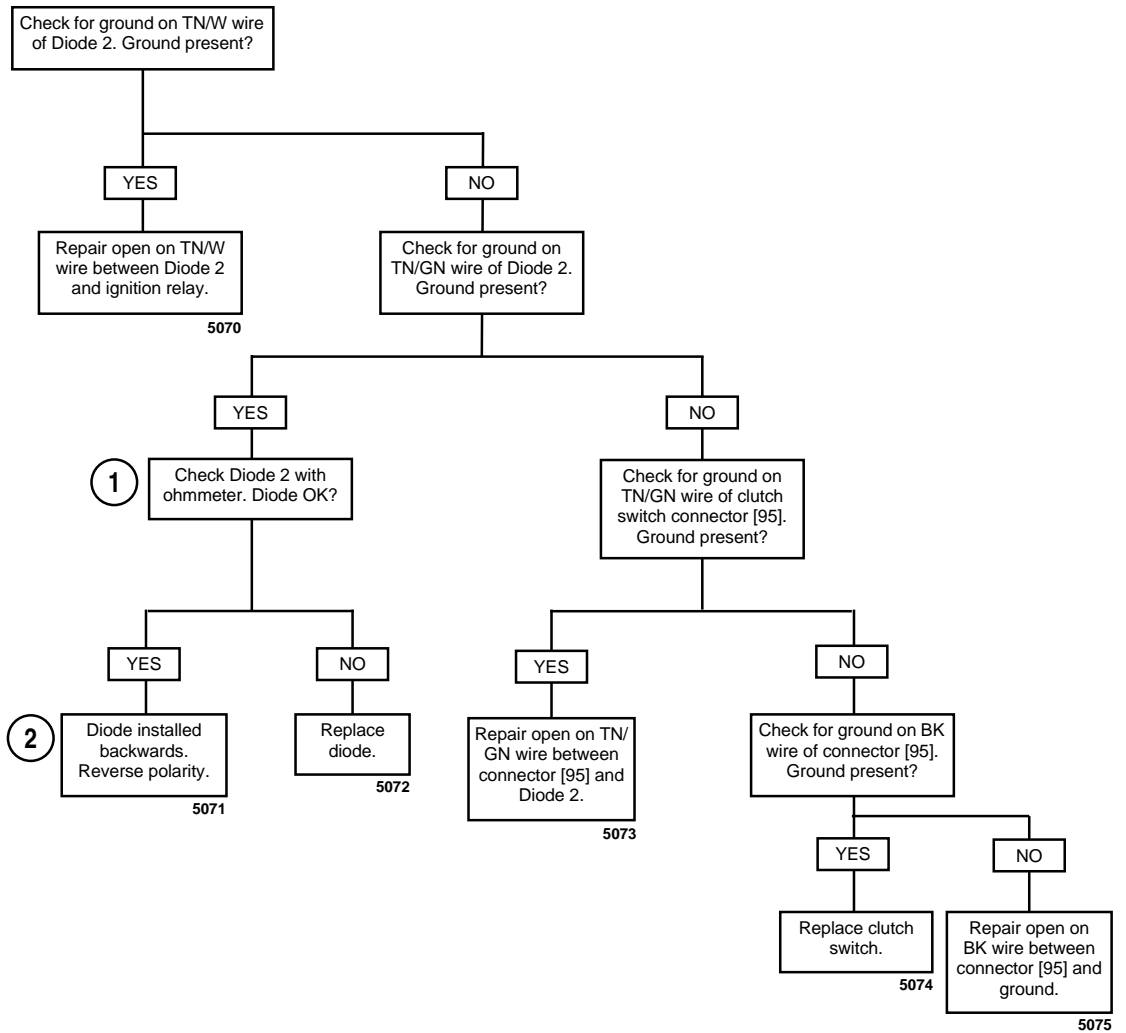 Check for ground on TN/W wire
of Diode 2. Ground present?
YES
NO
Repair open on TN/W
wire between Diode 2
and ignition relay.
5070
Check for ground on
TN/GN wire of Diode 2.
Ground present?
YES
NO
1
Check Diode 2 with
ohmmeter. Diode OK?
Check for ground on
TN/GN wire of clutch
switch connector [95].
Ground present?
YES
NO
YES
NO
2
Diode installed
backwards.
Reverse polarity.
5071
Replace
diode.
5072
Repair open on TN/
GN wire between
connector [95] and
Diode 2.
5073
Check for ground on BK
wire of connector [95].
Ground present?
YES
NO
Replace clutch
switch.
5074
Repair open on
BK wire between
connector [95] and
ground.
5075